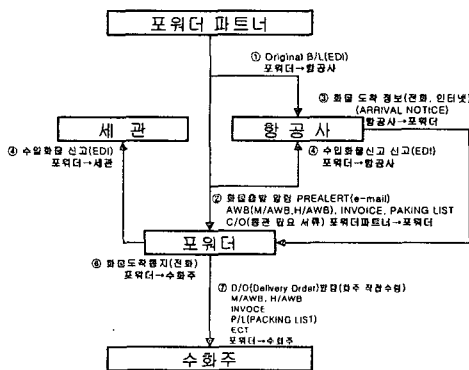 포워더 파트너
① Original B/L(EDI)
포워더→항공사
③ 화물 도착 정보(전화, 인터넷)
(ARRIVAL NOTICE)
항공사→포워더
세 관
항 공 사
④ 수입화물 신고(EDI)
포워더→세관
④ 수입화물신고 신고(EDI)
포워더→항공사
② 화물출발 알림 PREALERT(e-mail)
AWB(M/AWB,H/AWB), INVOICE, PAKING LIST
C/O(통관 필요 서류) 포워더파트너→포워더
포워더
⑥ 화물도착통지(전화)
포워더→수화주
⑦ D/O(Delivery Order)발급(화주 직접수령)
M/AWB, H/AWB
INVOCE
P/L(PACKING LIST)
ECT
포워더→수화주
수화주